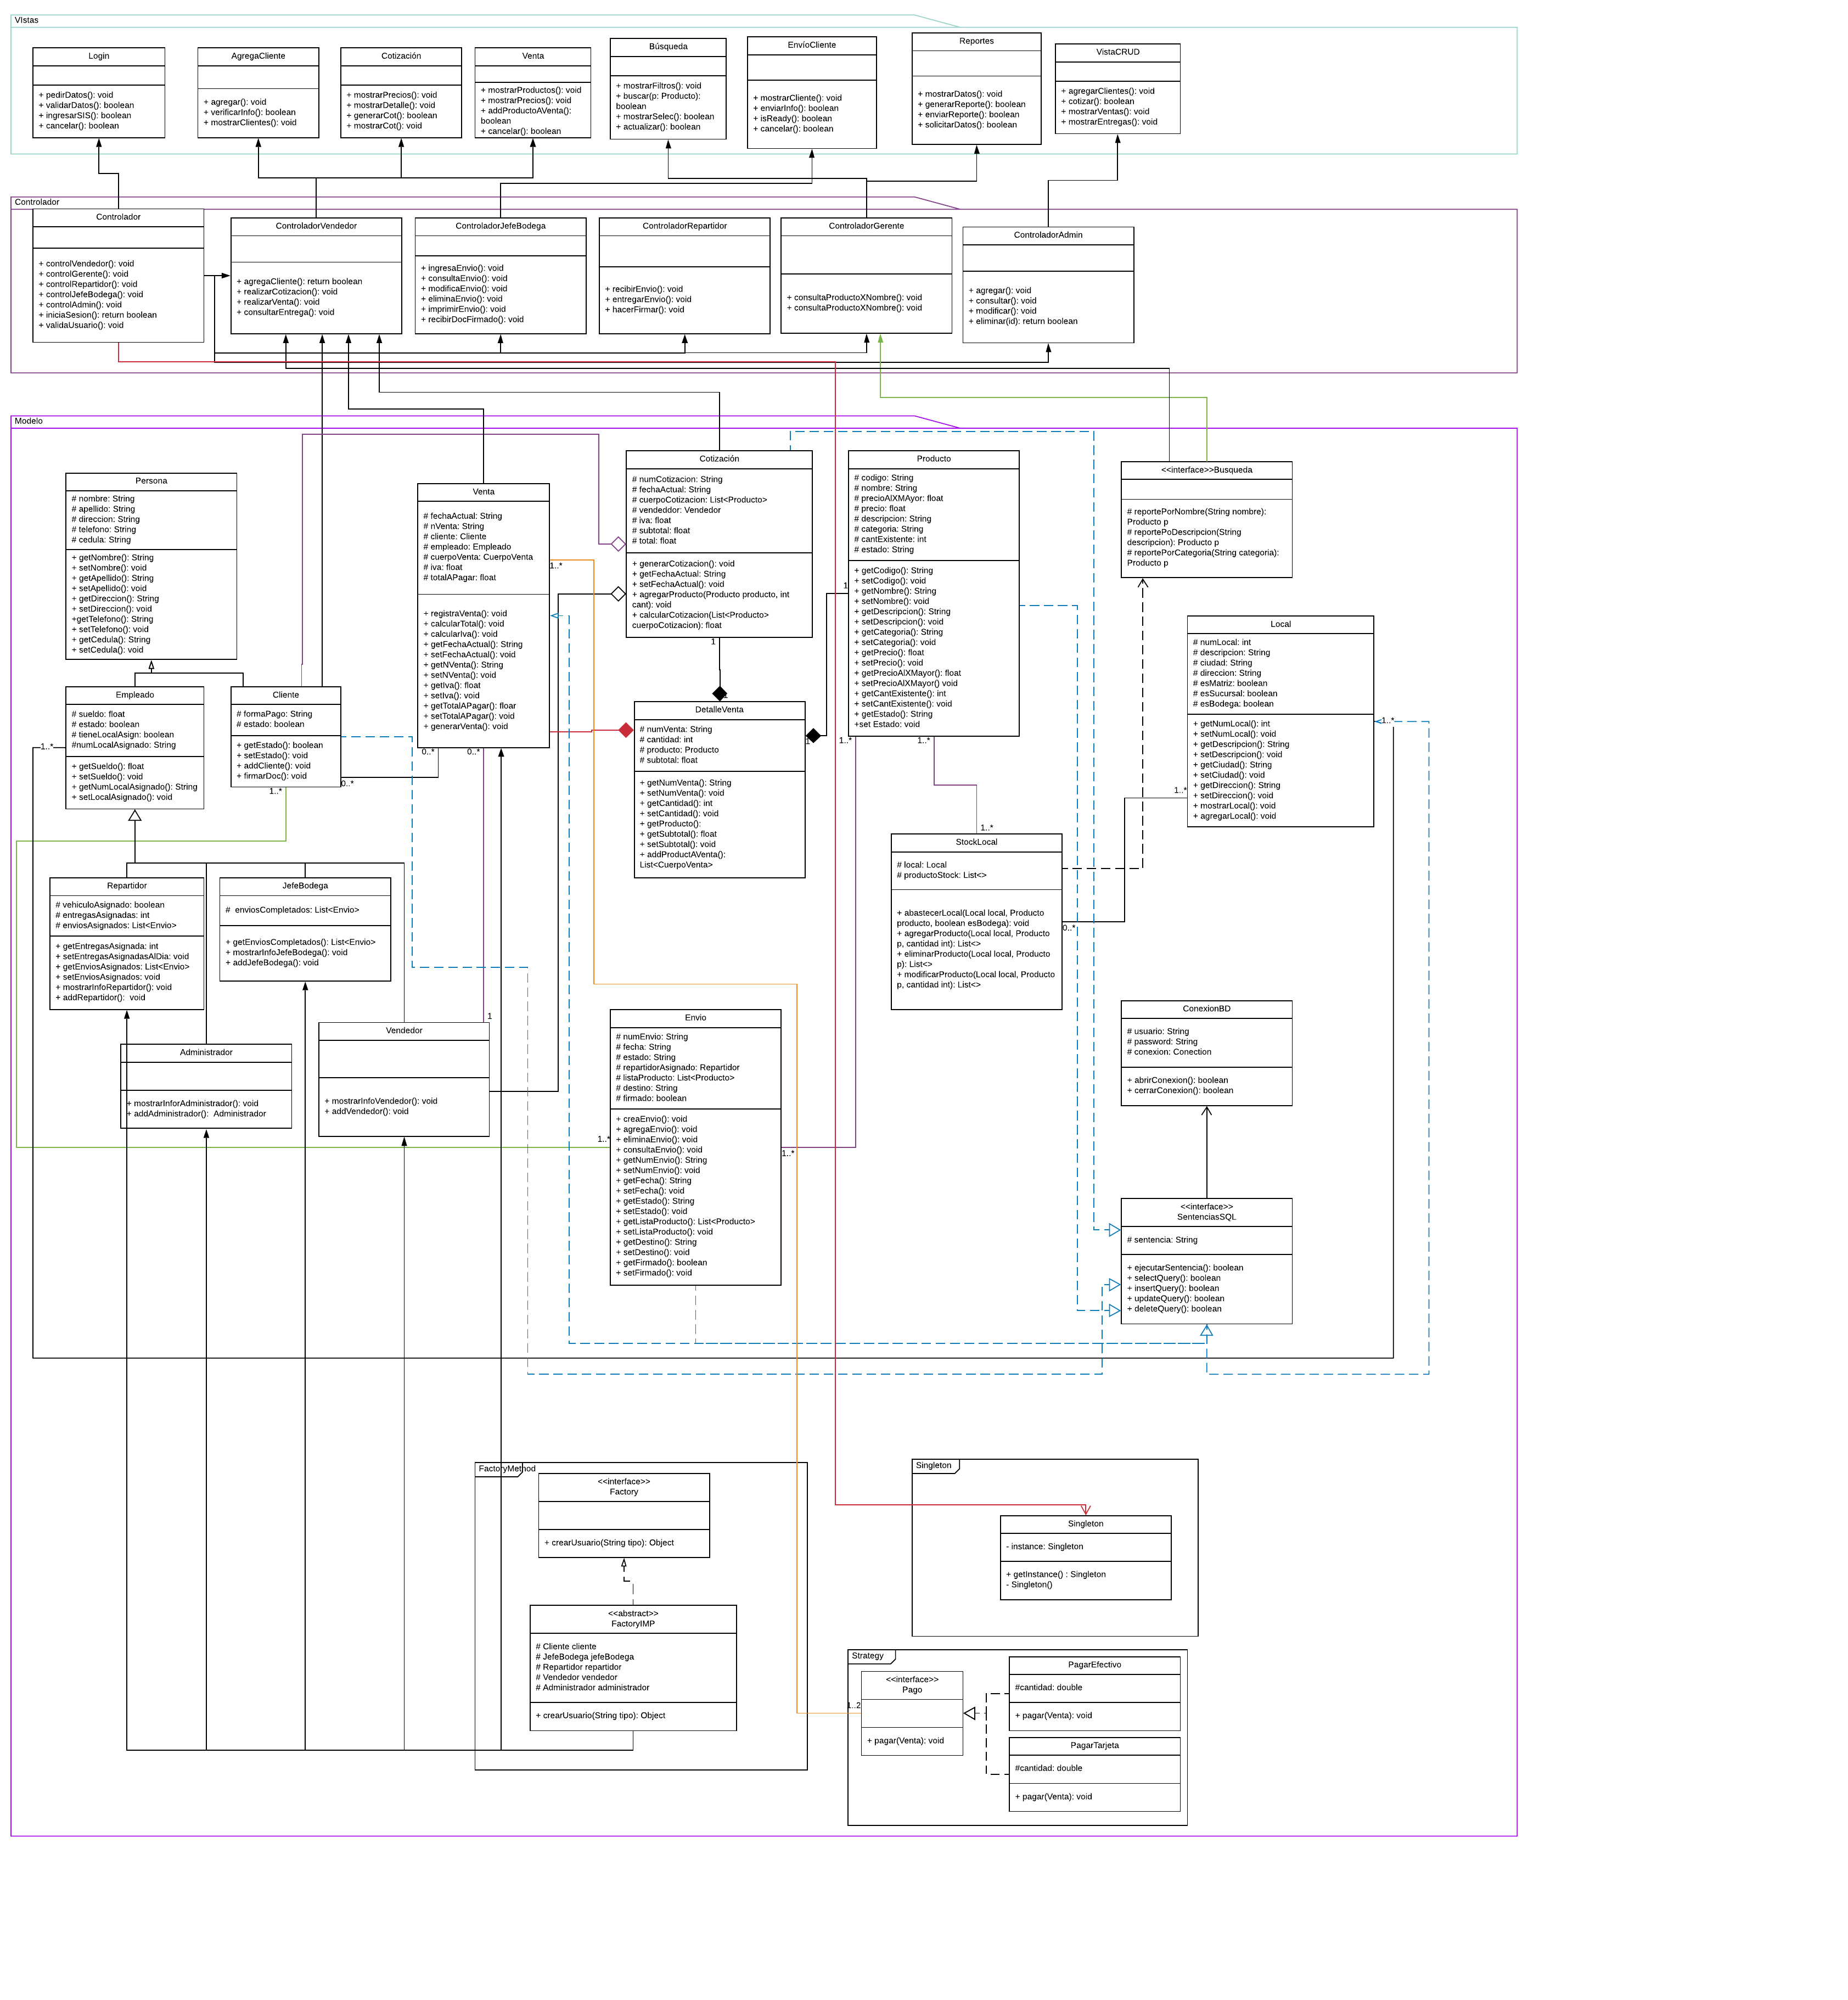 VIstas
Login
+ pedirDatos(): void
+ validarDatos(): boolean
+ ingresarSIS(): boolean
+ cancelar(): boolean
AgregaCliente
+ agregar(): void
+ verificarInfo(): boolean
+ mostrarClientes(): void
Cotización
+ mostrarPrecios(): void
+ mostrarDetalle(): void
+ generarCot(): boolean
+ mostrarCot(): void
Venta
+ mostrarProductos(): void
+ mostrarPrecios(): void
+ addProductoAVenta():
boolean
+ cancelar(): boolean
Búsqueda
+ mostrarFiltros(): void
+ buscar(p: Producto):
boolean
+ mostrarSelec(): boolean
+ actualizar(): boolean
EnvíoCliente
+ mostrarCliente(): void
+ enviarInfo(): boolean
+ isReady(): boolean
+ cancelar(): boolean
Reportes
+ mostrarDatos(): void
+ generarReporte(): boolean
+ enviarReporte(): boolean
+ solicitarDatos(): boolean
VistaCRUD
+ agregarClientes(): void
+ cotizar(): boolean
+ mostrarVentas(): void
+ mostrarEntregas(): void
Controlador
Controlador
+ controlVendedor(): void
+ controlGerente(): void
+ controlRepartidor(): void
+ controlJefeBodega(): void
+ controlAdmin(): void
+ iniciaSesion(): return boolean
+ validaUsuario(): void
ControladorVendedor
+ agregaCliente(): return boolean
+ realizarCotizacion(): void
+ realizarVenta(): void
+ consultarEntrega(): void
ControladorJefeBodega
+ ingresaEnvio(): void
+ consultaEnvio(): void
+ modificaEnvio(): void
+ eliminaEnvio(): void
+ imprimirEnvio(): void
+ recibirDocFirmado(): void
ControladorRepartidor
+ recibirEnvio(): void
+ entregarEnvio(): void
+ hacerFirmar(): void
ControladorGerente
+ consultaProductoXNombre(): void
+ consultaProductoXNombre(): void
ControladorAdmin
+ agregar(): void
+ consultar(): void
+ modificar(): void
+ eliminar(id): return boolean
Modelo
Persona
# nombre: String
# apellido: String
# direccion: String
# telefono: String
# cedula: String
+ getNombre(): String
+ setNombre(): void
+ getApellido(): String
+ setApellido(): void
+ getDireccion(): String
+ setDireccion(): void
+getTelefono(): String
+ setTelefono(): void
+ getCedula(): String
+ setCedula(): void
Venta
# fechaActual: String
# nVenta: String
# cliente: Cliente
# empleado: Empleado
# cuerpoVenta: CuerpoVenta
# iva: float
# totalAPagar: float
+ registraVenta(): void
+ calcularTotal(): void
+ calcularIva(): void
+ getFechaActual(): String
+ setFechaActual(): void
+ getNVenta(): String
+ setNVenta(): void
+ getIva(): float
+ setIva(): void
+ getTotalAPagar(): floar
+ setTotalAPagar(): void
+ generarVenta(): void
1..*
0..*
0..*
Cotización
# numCotizacion: String
# fechaActual: String
# cuerpoCotizacion: List<Producto>
# vendeddor: Vendedor
# iva: float
# subtotal: float
# total: float
+ generarCotizacion(): void
+ getFechaActual: String
+ setFechaActual(): void
+ agregarProducto(Producto producto, int
cant): void
+ calcularCotizacion(List<Producto>
cuerpoCotizacion): float
1
Producto
# codigo: String
# nombre: String
# precioAlXMAyor: float
# precio: float
# descripcion: String
# categoria: String
# cantExistente: int
# estado: String
+ getCodigo(): String
+ setCodigo(): void
+ getNombre(): String
+ setNombre(): void
+ getDescripcion(): String
+ setDescripcion(): void
+ getCategoria(): String
+ setCategoria(): void
+ getPrecio(): float
+ setPrecio(): void
+ getPrecioAlXMayor(): float
+ setPrecioAlXMayor() void
+ getCantExistente(): int
+ setCantExistente(): void
+ getEstado(): String
+set Estado: void
1
1..*
1..*
<<interface>>Busqueda
# reportePorNombre(String nombre):
Producto p
# reportePoDescripcion(String
descripcion): Producto p
# reportePorCategoria(String categoria):
Producto p
Local
# numLocal: int
# descripcion: String
# ciudad: String
# direccion: String
# esMatriz: boolean
# esSucursal: boolean
# esBodega: boolean
+ getNumLocal(): int
+ setNumLocal(): void
+ getDescripcion(): String
+ setDescripcion(): void
+ getCiudad(): String
+ setCiudad(): void
+ getDireccion(): String
+ setDireccion(): void
+ mostrarLocal(): void
+ agregarLocal(): void
1..*
1..*
Empleado
# sueldo: float
# estado: boolean
# tieneLocalAsign: boolean
#numLocalAsignado: String
+ getSueldo(): float
+ setSueldo(): void
+ getNumLocalAsignado(): String
+ setLocalAsignado(): void
1..*
Cliente
# formaPago: String
# estado: boolean
+ getEstado(): boolean
+ setEstado(): void
+ addCliente(): void
+ firmarDoc(): void
0..*
1..*
DetalleVenta
# numVenta: String
# cantidad: int
# producto: Producto
# subtotal: float
+ getNumVenta(): String
+ setNumVenta(): void
+ getCantidad(): int
+ setCantidad(): void
+ getProducto():
+ getSubtotal(): float
+ setSubtotal(): void
+ addProductAVenta():
List<CuerpoVenta>
1
StockLocal
# local: Local
# productoStock: List<>
+ abastecerLocal(Local local, Producto
producto, boolean esBodega): void
+ agregarProducto(Local local, Producto
p, cantidad int): List<>
+ eliminarProducto(Local local, Producto
p): List<>
+ modificarProducto(Local local, Producto
p, cantidad int): List<>
1..*
0..*
Repartidor
# vehiculoAsignado: boolean
# entregasAsignadas: int
# enviosAsignados: List<Envio>
+ getEntregasAsignada: int
+ setEntregasAsignadasAlDia: void
+ getEnviosAsignados: List<Envio>
+ setEnviosAsignados: void
+ mostrarInfoRepartidor(): void
+ addRepartidor(): void
JefeBodega
# enviosCompletados: List<Envio>
+ getEnviosCompletados(): List<Envio>
+ mostrarInfoJefeBodega(): void
+ addJefeBodega(): void
Administrador
+ mostrarInforAdministrador(): void
+ addAdministrador(): Administrador
Vendedor
+ mostrarInfoVendedor(): void
+ addVendedor(): void
1
Envio
# numEnvio: String
# fecha: String
# estado: String
# repartidorAsignado: Repartidor
# listaProducto: List<Producto>
# destino: String
# firmado: boolean
+ creaEnvio(): void
+ agregaEnvio(): void
+ eliminaEnvio(): void
+ consultaEnvio(): void
+ getNumEnvio(): String
+ setNumEnvio(): void
+ getFecha(): String
+ setFecha(): void
+ getEstado(): String
+ setEstado(): void
+ getListaProducto(): List<Producto>
+ setListaProducto(): void
+ getDestino(): String
+ setDestino(): void
+ getFirmado(): boolean
+ setFirmado(): void
1..*
1..*
ConexionBD
# usuario: String
# password: String
# conexion: Conection
+ abrirConexion(): boolean
+ cerrarConexion(): boolean
<<interface>>
SentenciasSQL
# sentencia: String
+ ejecutarSentencia(): boolean
+ selectQuery(): boolean
+ insertQuery(): boolean
+ updateQuery(): boolean
+ deleteQuery(): boolean
FactoryMethod
<<interface>>
Factory
+ crearUsuario(String tipo): Object
<<abstract>>
FactoryIMP
# Cliente cliente
# JefeBodega jefeBodega
# Repartidor repartidor
# Vendedor vendedor
# Administrador administrador
+ crearUsuario(String tipo): Object
Singleton
Singleton
- instance: Singleton
+ getInstance() : Singleton
- Singleton()
Strategy
<<interface>>
Pago
+ pagar(Venta): void
1..2
PagarEfectivo
#cantidad: double
+ pagar(Venta): void
PagarTarjeta
#cantidad: double
+ pagar(Venta): void